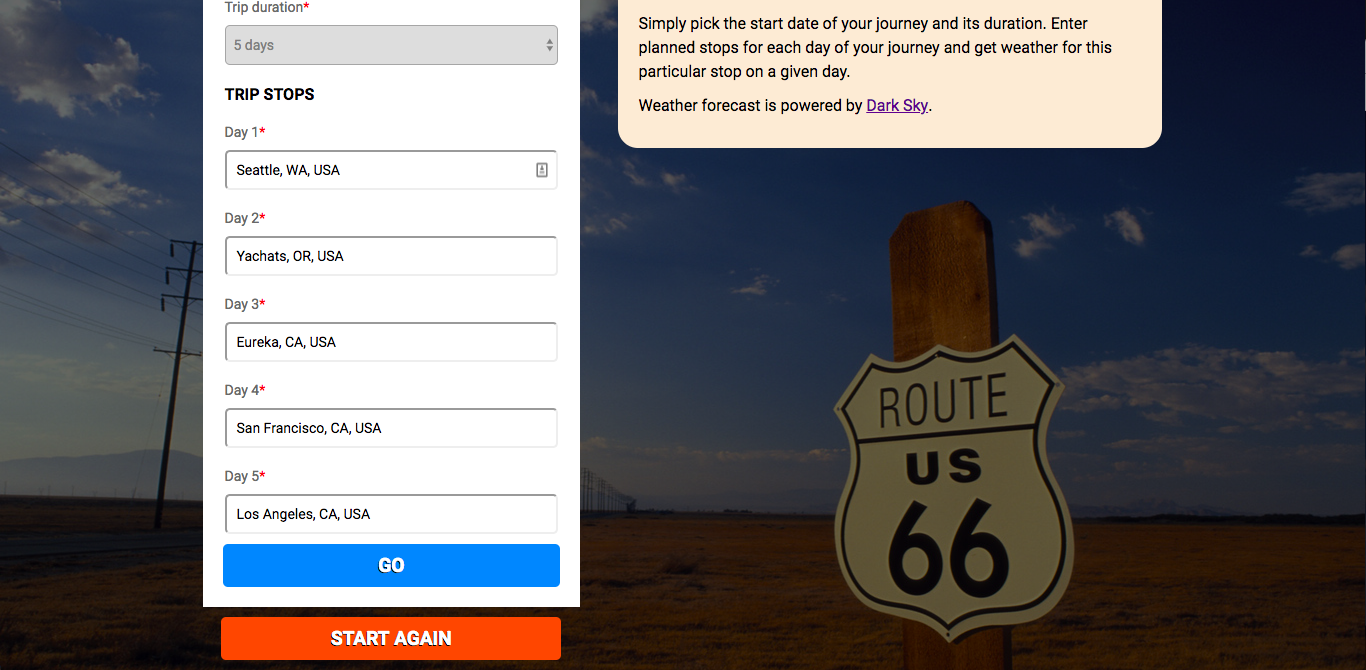 Trip duration*
5 days
TRIP STOPS
Day 1*
Seattle, WA, USA
Day 2*
Yachats, OR, USA
Day 3*
Eureka, CA, USA
Day 4*
San Francisco, CA, USA
Day 5*
Los Angeles, CA, USA
GO
START AGAIN
Simply pick the start date of your journey and its duration. Enter
planned stops for each day of your journey and get weather for this
particular stop on a given day.
Weather forecast is powered by Dark Sky.
ROUTE
US
66